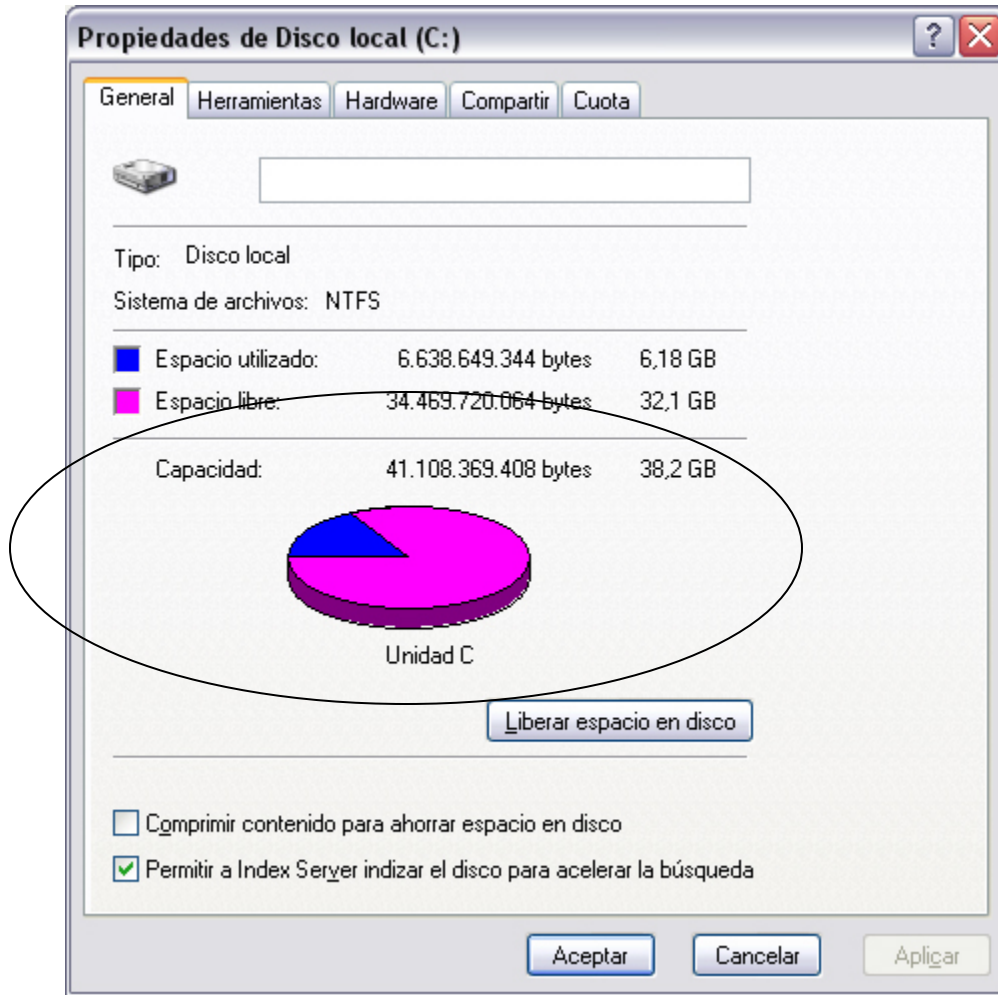 Propiedades de Disco local (C:)
General Herramientas Hardware Compartir Cuota
Tipo: Disco local
Sistema de archivos: NTFS
Espacio utilizado: 6.638.649.344 bytes 6,18 GB
Espacio libre: 34.469.720.064 bytes 32,1 GB
Capacidad: 41.108.369.408 bytes 38,2 GB
Unidad C
Liberar espacio en disco
Comprimir contenido para ahorrar espacio en disco
Permitir a Index Server indizar el disco para acelerar la búsqueda
Aceptar Cancelar Aplicar